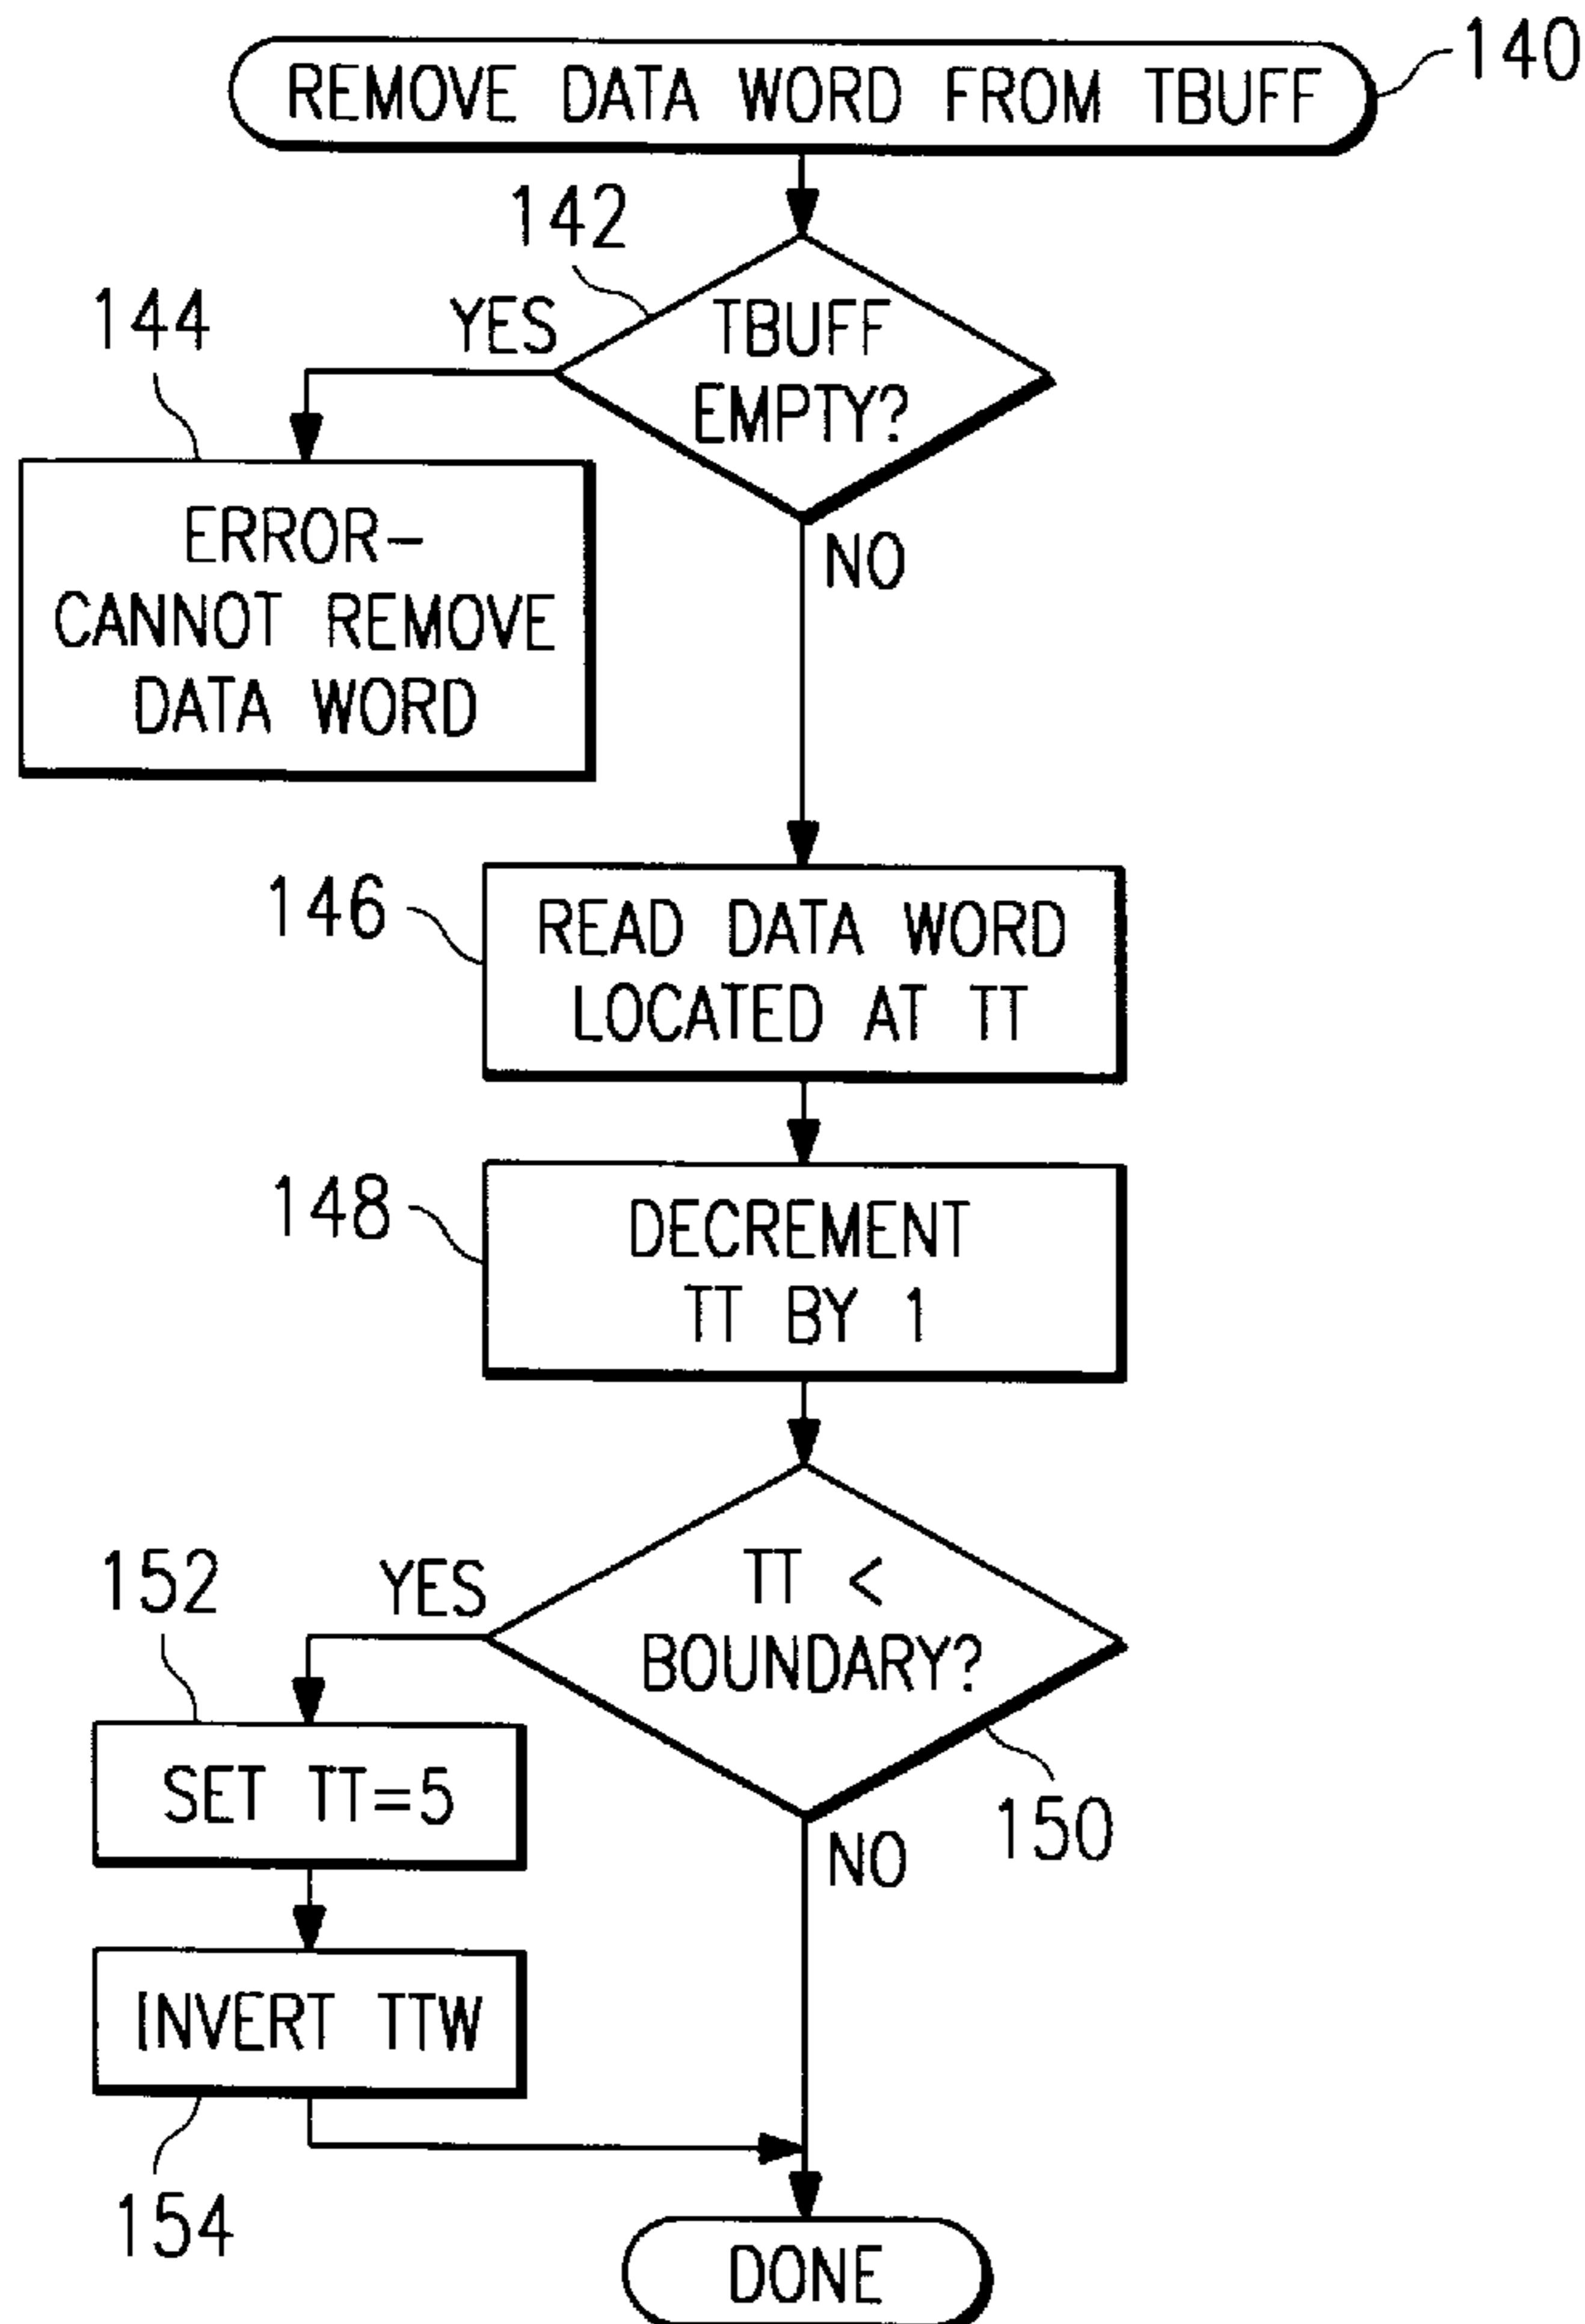 140
REMOVE DATA WORD FROM TBUFF
142
144
YES
TBUFF
EMPTY?
ERROR-
CANNOT REMOVE
DATA WORD
NO
146
READ DATA WORD
LOCATED AT TT
148
DECREMENT
TT BY 1
152
YES
TT <
BOUNDARY?
SET TT=5
150
NO
INVERT TTW
154
DONE